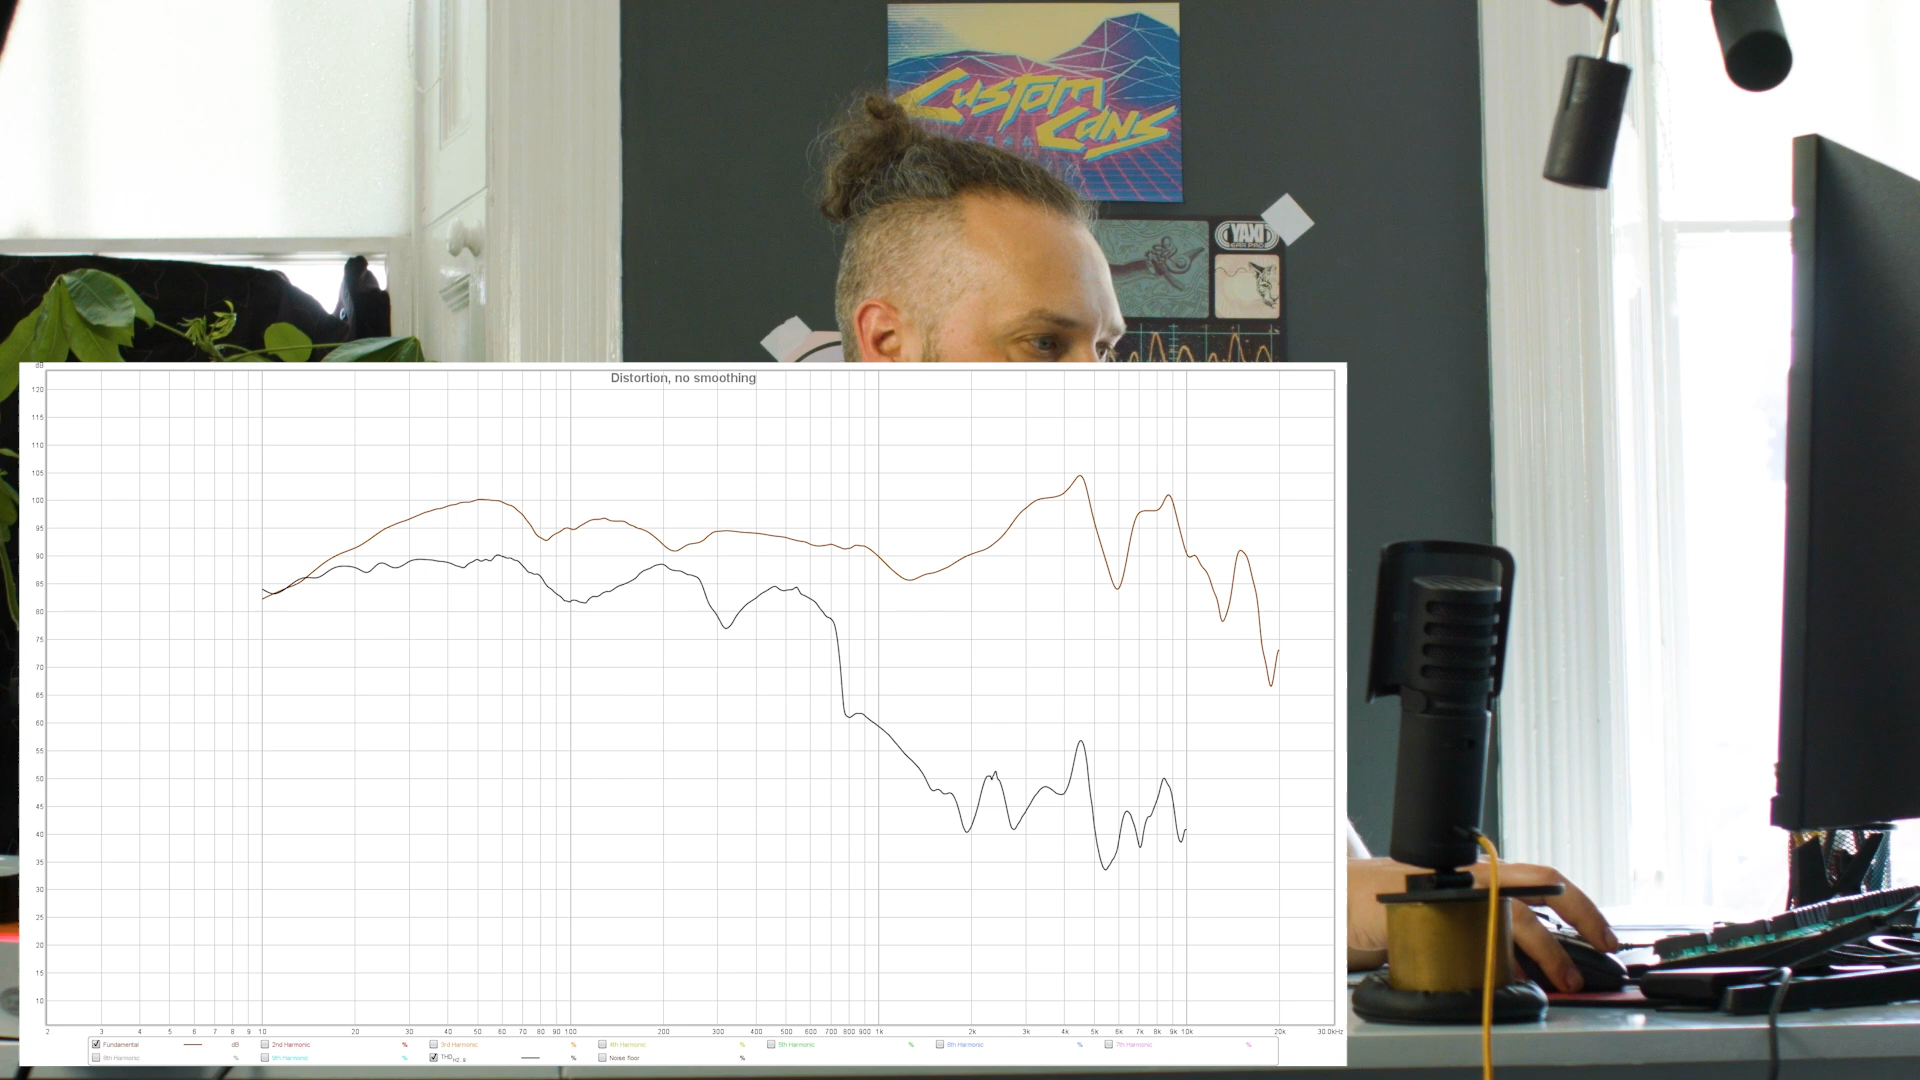 Custom
Cans
YAXI
EAR PAD
dB
Distortion, no smoothing
120
115
110
105
100
95
90
85
80
75
70
65
60
55
50
45
40
35
30
25
20
15
10
2 3 4 5 6 7 8 9 10 20 30 40 50 60 70 80 90 100 200 300 400 500 600 700 800 900 1k 2k 3k 4k 5k 6k 7k 8k 9k 10k 20k 30.0kHz
Fundamental dB 2nd Harmonic % 3rd Harmonic % 4th Harmonic % 5th Harmonic % 6th Harmonic % 7th Harmonic %
8th Harmonic % 9th Harmonic % THD % Noise floor %